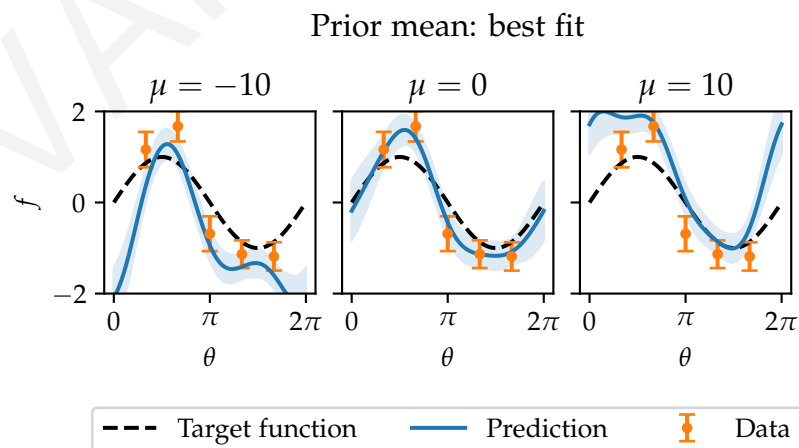 Prior mean: best fit
μ = −10
μ = 0
μ = 10
f
2
0
−2
0 π 2π
0 π 2π
0 π 2π
θ
θ
θ
Target function Prediction Data